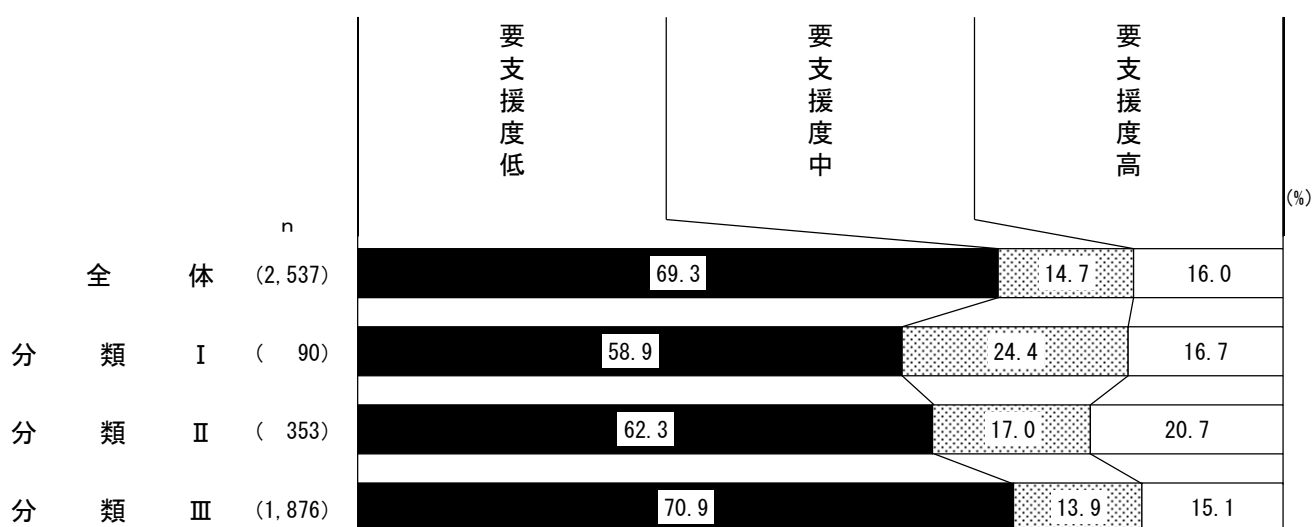 要支援度低
要支援度中
要支援度高
(%)
n
全 体 (2,537) 69.3 14.7 16.0
分 類 Ⅰ ( 90) 58.9 24.4 16.7
分 類 Ⅱ ( 353) 62.3 17.0 20.7
分 類 Ⅲ (1,876) 70.9 13.9 15.1